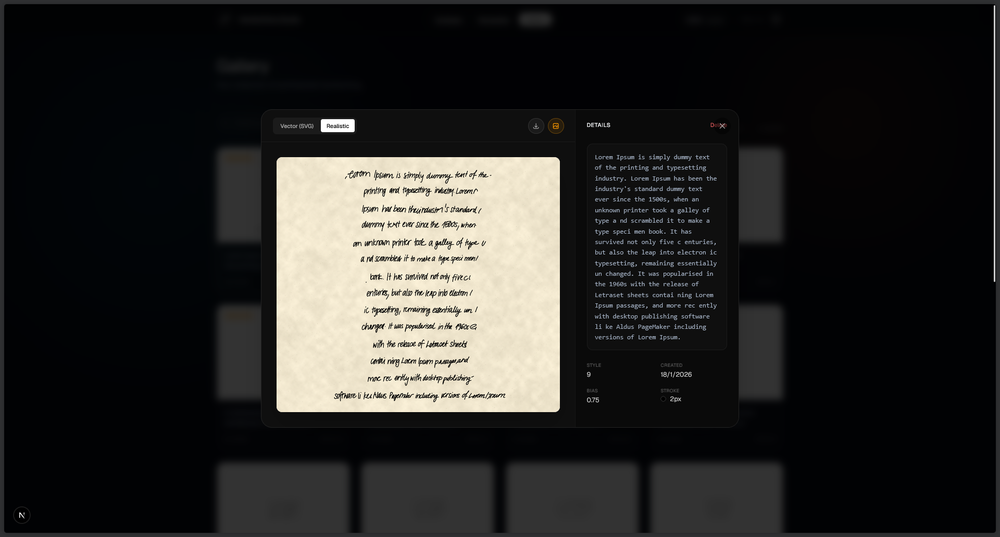 Vector (SVG)
Realistic
Lorem Ipsum is simply dummy text of the
printing and typesetting industry. Lorem
Ipsum has been the industr's standard
dummy text ever since the 1500s, when
an unknown printer took a galley of type
a nd scrambled it to make a type speci men
book. It has survived not only five c
enturies, but also the leap into electron
ic typesetting, remaining essentially un
changed. It was popularised in the 1960s
with the release of Letraset sheets
contai ning Lorem Ipsum passages, and
more rec ently with desktop publishing
software li ke Aldus Pagemaker including versions of Lorem Ipsum
DETAILS
Delete
Lorem Ipsum is simply dummy text
of the printing and typesetting
industry. Lorem Ipsum has been the
industry's standard dummy text
ever since the 1500s, when an
unknown printer took a galley of
type a nd scrambled it to make a
type speci men book. It has
survived not only five c enturies,
but also the leap into electron ic
typesetting, remaining essentially
un changed. It was popularised in
the 1960s with the release of
Letraset sheets contai ning Lorem
Ipsum passages, and more rec ently
with desktop publishing software
li ke Aldus PageMaker including
versions of Lorem Ipsum.
STYLE
9
CREATED
18/1/2026
BIAS
0.75
STROKE
2px
Gallery
N